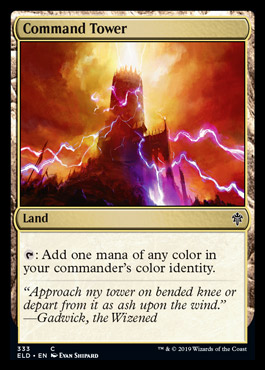 Command Tower
Land
: Add one mana of any color in
your commander's color identity.
"Approach my tower on bended knee or
depart from it as ash upon the wind."
—Gadwick, the Wizened
333 C
ELD • EN Evan Shipard
™ & © 2019 Wizards of the Coast